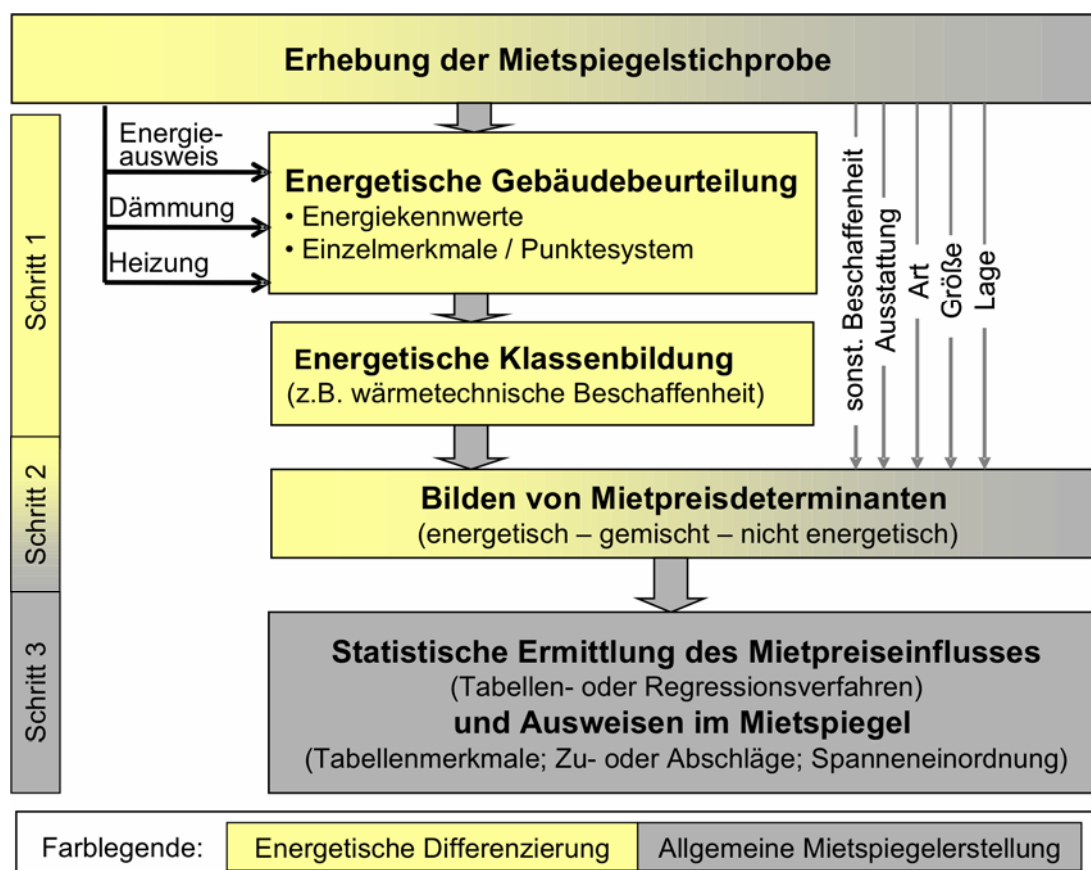 Erhebung der Mietspiegelstichprobe
Schritt 1
Energie-
ausweis
Dämmung
Heizung
Energetische Gebäudebeurteilung
• Energiekennwerte
• Einzelmerkmale / Punktesystem
Energetische Klassenbildung
(z.B. wärmetechnische Beschaffenheit)
sonst. Beschaffenheit
Ausstattung
Art
Größe
Lage
Schritt 2
Bilden von Mietpreisdeterminanten
(energetisch – gemischt – nicht energetisch)
Schritt 3
Statistische Ermittlung des Mietpreiseinflusses
(Tabellen- oder Regressionsverfahren)
und Ausweisen im Mietspiegel
(Tabellenmerkmale; Zu- oder Abschläge; Spanneneinordnung)
Farblegende:
Energetische Differenzierung
Allgemeine Mietspiegelerstellung